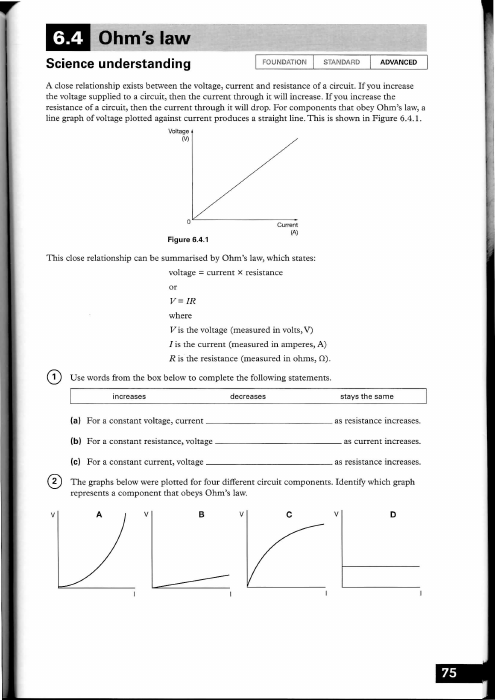 6.4 Ohm's law
Science understanding
FOUNDATION STANDARD ADVANCED
A close relationship exists between the voltage, current and resistance of a circuit. If you increase
the voltage supplied to a circuit, then the current through it will increase. If you increase the
resistance of a circuit, then the current through it will drop. For components that obey Ohm's law, a
line graph of voltage plotted against current produces a straight line. This is shown in Figure 6.4.1.
Voltage
(V)
0
Current
(A)
Figure 6.4.1
This close relationship can be summarised by Ohm's law, which states:
voltage = current × resistance
or
V = IR
where
V is the voltage (measured in volts, V)
I is the current (measured in amperes, A)
R is the resistance (measured in ohms, Ω).
1 Use words from the box below to complete the following statements.
increases decreases stays the same
(a) For a constant voltage, current ______ as resistance increases.
(b) For a constant resistance, voltage ______ as current increases.
(c) For a constant current, voltage ______ as resistance increases.
2 The graphs below were plotted for four different circuit components. Identify which graph
represents a component that obeys Ohm's law.
V A V B V C V D
I I I I
75